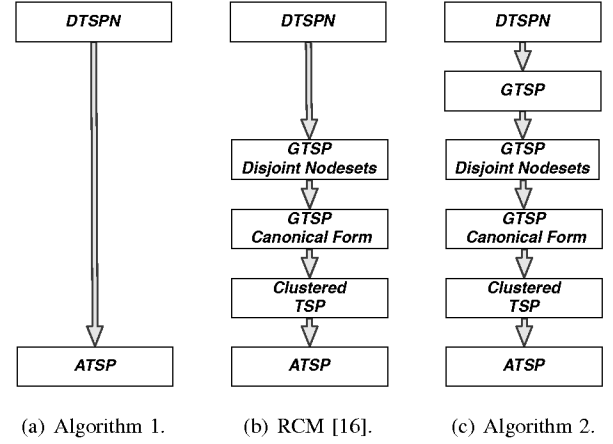 DTSPN
ATSP
(a) Algorithm 1.
DTSPN
GTSP
Disjoint Nodesets
GTSP
Canonical Form
Clustered
TSP
ATSP
(b) RCM [16].
DTSPN
GTSP
GTSP
Disjoint Nodesets
GTSP
Canonical Form
Clustered
TSP
ATSP
(c) Algorithm 2.